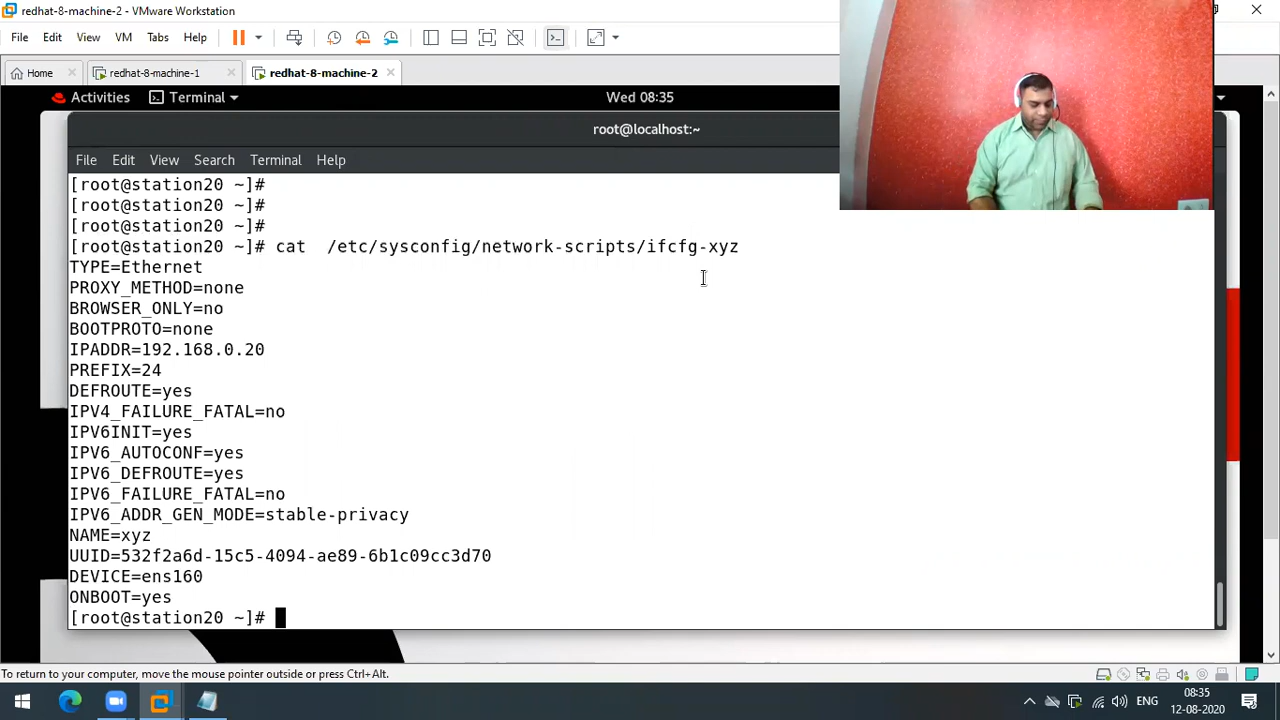 redhat-8-machine-2 - VMware Workstation
File Edit View VM Tabs Help
Home redhat-8-machine-1 redhat-8-machine-2
Activities Terminal Wed 08:35
root@localhost:~
File Edit View Search Terminal Help
[root@station20 ~]#
[root@station20 ~]#
[root@station20 ~]#
[root@station20 ~]# cat  /etc/sysconfig/network-scripts/ifcfg-xyz
TYPE=Ethernet
PROXY_METHOD=none
BROWSER_ONLY=no
BOOTPROTO=none
IPADDR=192.168.0.20
PREFIX=24
DEFROUTE=yes
IPV4_FAILURE_FATAL=no
IPV6INIT=yes
IPV6_AUTOCONF=yes
IPV6_DEFROUTE=yes
IPV6_FAILURE_FATAL=no
IPV6_ADDR_GEN_MODE=stable-privacy
NAME=xyz
UUID=532f2a6d-15c5-4094-ae89-6b1c09cc3d70
DEVICE=ens160
ONBOOT=yes
[root@station20 ~]#
To return to your computer, move the mouse pointer outside or press Ctrl+Alt.
ENG 08:35
12-08-2020